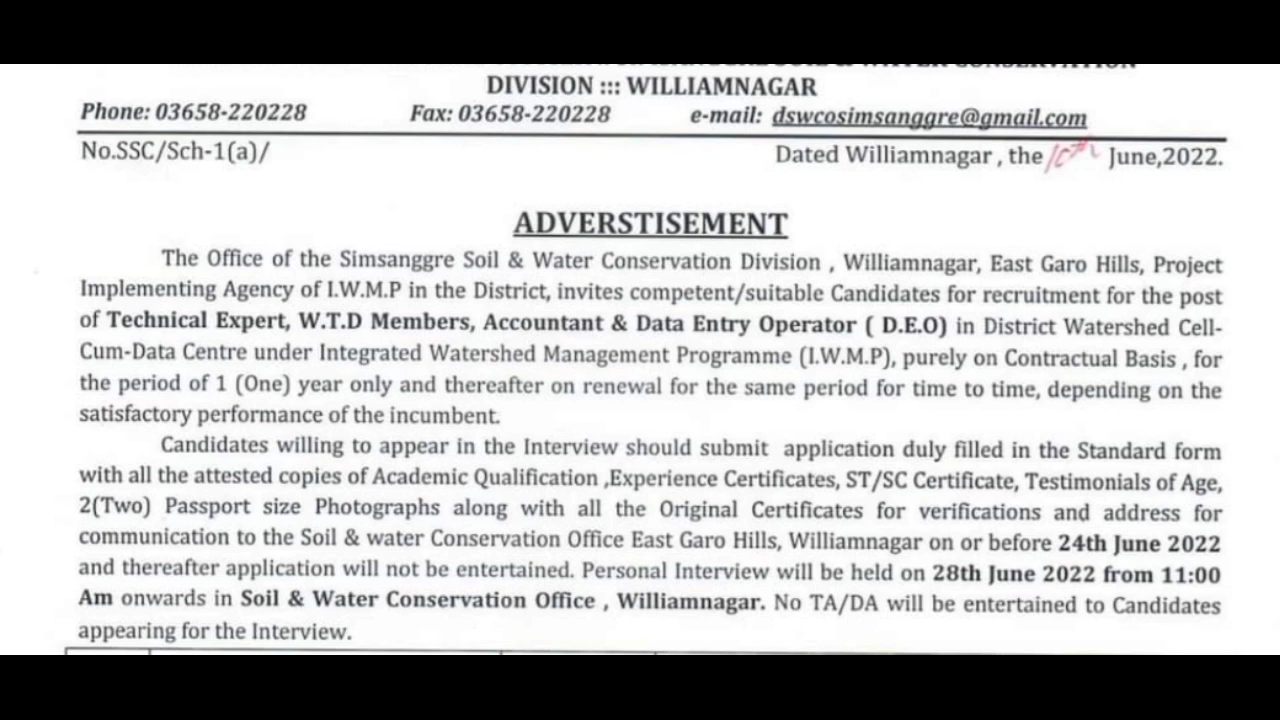 SOIL & WATER CONSERVATION
DIVISION ::: WILLIAMNAGAR
Phone: 03658-220228 Fax: 03658-220228 e-mail: dswcosimsanggre@gmail.com
No.SSC/Sch-1(a)/ Dated Williamnagar , the 10th June,2022.
ADVERSTISEMENT
The Office of the Simsanggre Soil & Water Conservation Division , Williamnagar, East Garo Hills, Project
Implementing Agency of I.W.M.P in the District, invites competent/suitable Candidates for recruitment for the post
of Technical Expert, W.T.D Members, Accountant & Data Entry Operator ( D.E.O) in District Watershed Cell-
Cum-Data Centre under Integrated Watershed Management Programme (I.W.M.P), purely on Contractual Basis , for
the period of 1 (One) year only and thereafter on renewal for the same period for time to time, depending on the
satisfactory performance of the incumbent.
Candidates willing to appear in the Interview should submit application duly filled in the Standard form
with all the attested copies of Academic Qualification ,Experience Certificates, ST/SC Certificate, Testimonials of Age,
2(Two) Passport size Photographs along with all the Original Certificates for verifications and address for
communication to the Soil & water Conservation Office East Garo Hills, Williamnagar on or before 24th June 2022
and thereafter application will not be entertained. Personal Interview will be held on 28th June 2022 from 11:00
Am onwards in Soil & Water Conservation Office , Williamnagar. No TA/DA will be entertained to Candidates
appearing for the Interview.